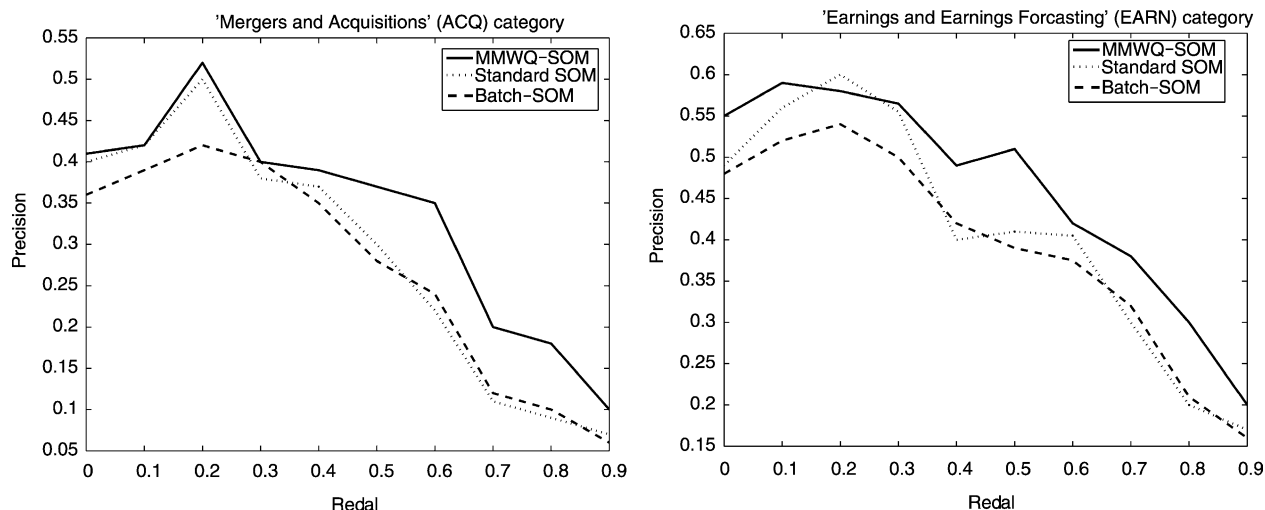 'Mergers and Acquisitions' (ACQ) category
0.55
0.5
0.45
0.4
0.35
0.3
0.25
0.2
0.15
0.1
0.05
Precision
MMWQ-SOM
Standard SOM
Batch-SOM
0 0.1 0.2 0.3 0.4 0.5 0.6 0.7 0.8 0.9
Redal
'Earnings and Earnings Forcasting' (EARN) category
0.65
0.6
0.55
0.5
0.45
0.4
0.35
0.3
0.25
0.2
0.15
Precision
MMWQ-SOM
Standard SOM
Batch-SOM
0 0.1 0.2 0.3 0.4 0.5 0.6 0.7 0.8 0.9
Redal